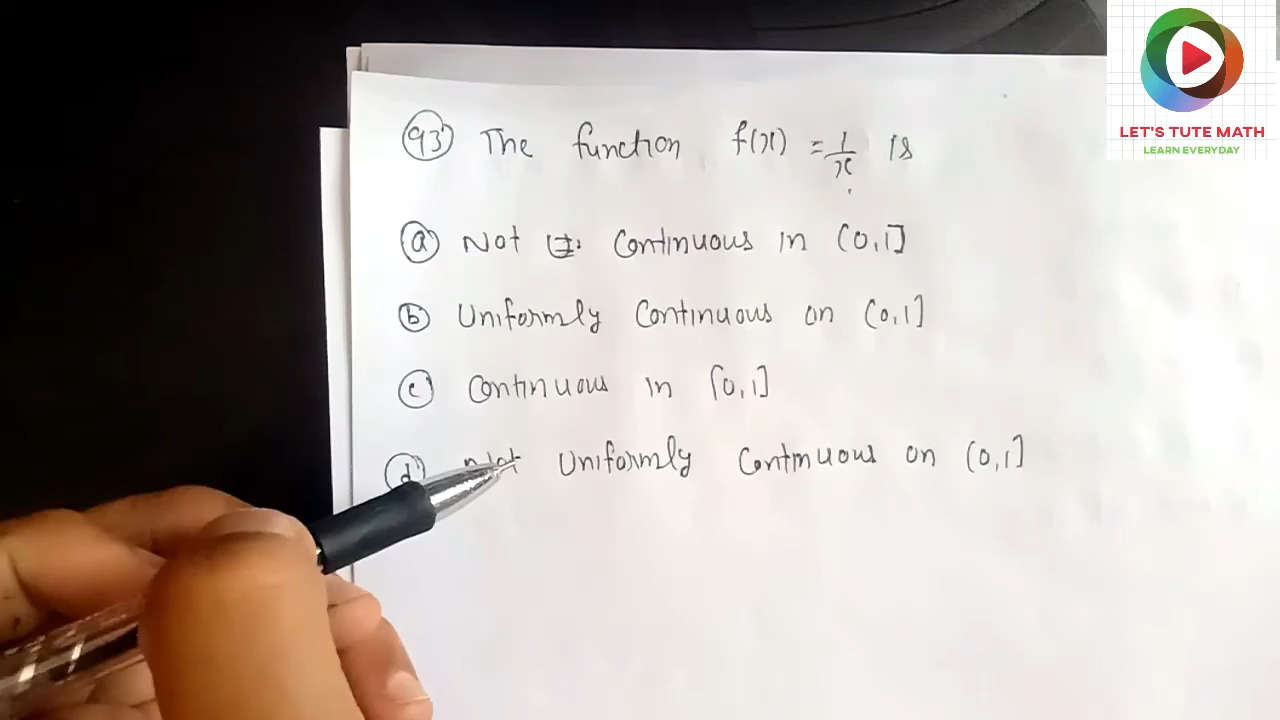 LET'S TUTE MATH
LEARN EVERYDAY
93 The function f(x) = 1/x is
a Not continuous in (0,1]
b Uniformly continuous on (0,1]
c Continuous in [0,1]
d Not Uniformly Continuous on (0,1]